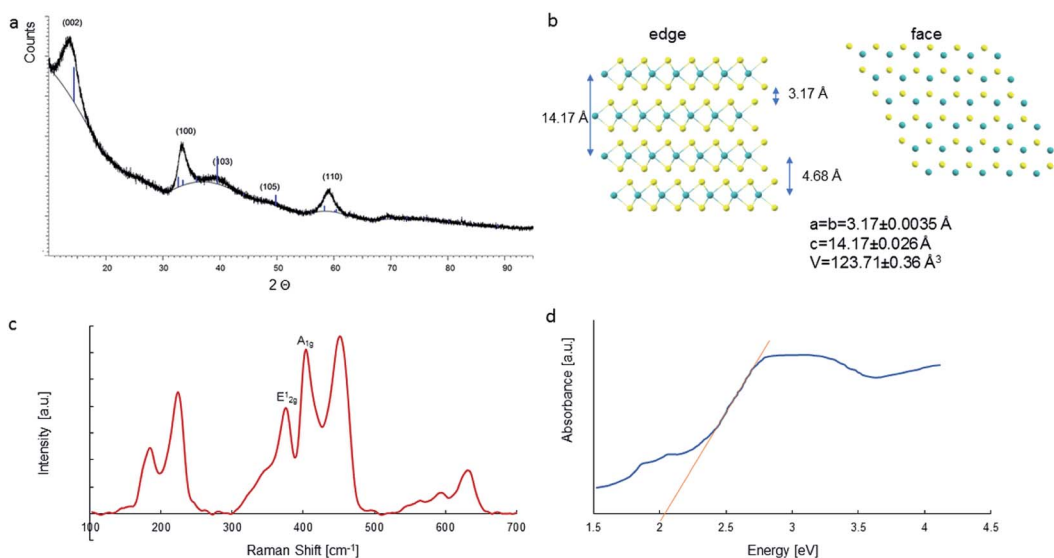 a
Counts
(002)
(100)
(103)
(105)
(110)
20 30 40 50 60 70 80 90
2 Θ
b
edge
face
14.17 Å
3.17 Å
4.68 Å
a=b=3.17±0.0035 Å
c=14.17±0.026Å
V=123.71±0.36 Å³
c
Intensity [a.u]
E¹₂g
A₁g
100 200 300 400 500 600 700
Raman Shift [cm⁻¹]
d
Absorbance [a.u.]
1.5 2 2.5 3 3.5 4 4.5
Energy [eV]